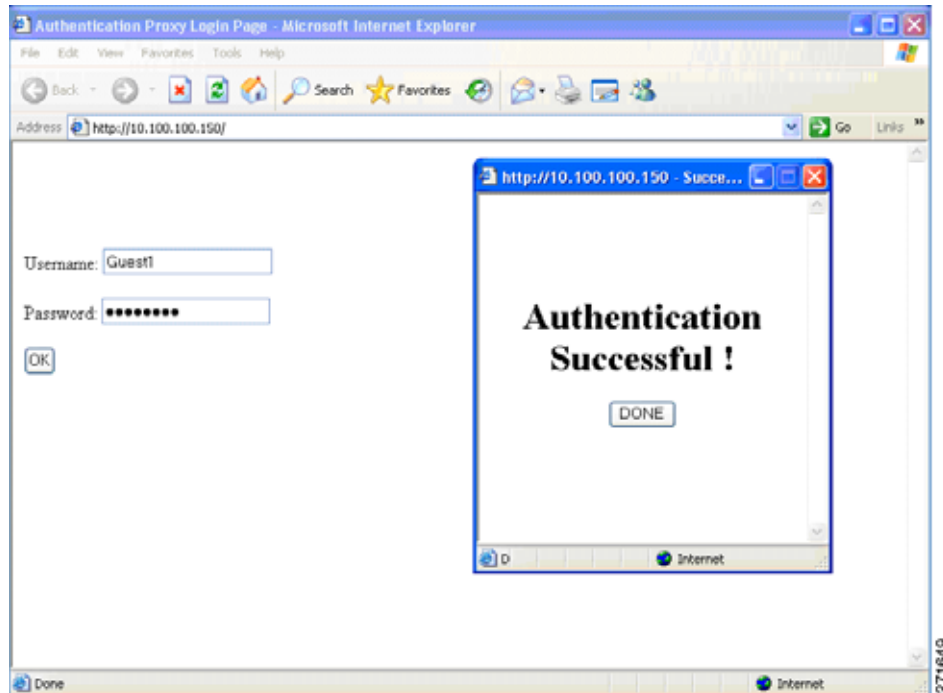 Authentication Proxy Login Page - Microsoft Internet Explorer
File Edit View Favorites Tools Help
Back Search Favorites
Address http://10.100.100.150/ Go Links »
http://10.100.100.150 - Succe...
Username: Guest1
Password: ••••••••
OK
Authentication
Successful !
DONE
D Internet
Done Internet
271649